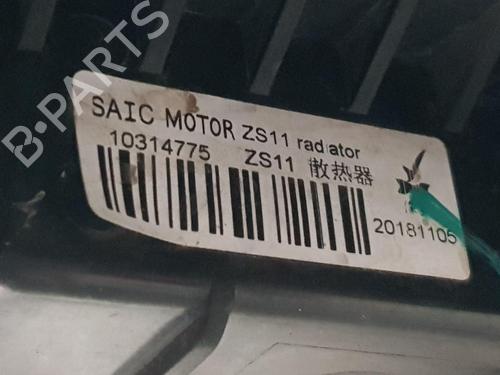 SAIC MOTOR ZS11 radiator
10314775 ZS11 散热器
20181105
B-PARTS